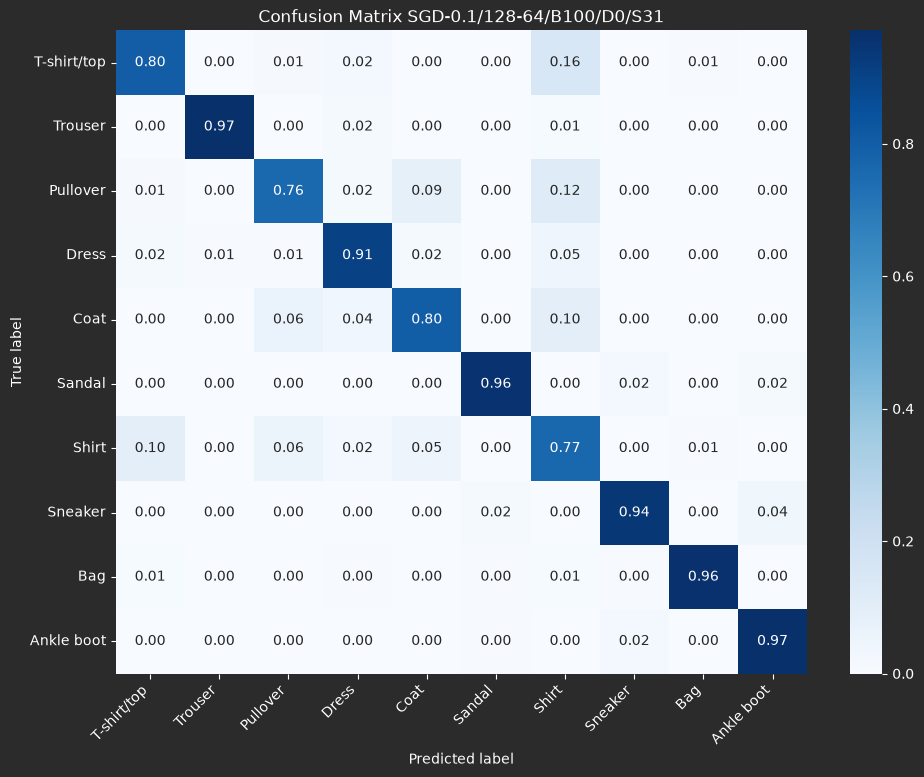 Confusion Matrix SGD-0.1/128-64/B100/D0/S31
T-shirt/top 0.80 0.00 0.01 0.02 0.00 0.00 0.16 0.00 0.01 0.00
Trouser 0.00 0.97 0.00 0.02 0.00 0.00 0.01 0.00 0.00 0.00
Pullover 0.01 0.00 0.76 0.02 0.09 0.00 0.12 0.00 0.00 0.00
Dress 0.02 0.01 0.01 0.91 0.02 0.00 0.05 0.00 0.00 0.00
Coat 0.00 0.00 0.06 0.04 0.80 0.00 0.10 0.00 0.00 0.00
Sandal 0.00 0.00 0.00 0.00 0.00 0.96 0.00 0.02 0.00 0.02
Shirt 0.10 0.00 0.06 0.02 0.05 0.00 0.77 0.00 0.01 0.00
Sneaker 0.00 0.00 0.00 0.00 0.00 0.02 0.00 0.94 0.00 0.04
Bag 0.01 0.00 0.00 0.00 0.00 0.00 0.01 0.00 0.96 0.00
Ankle boot 0.00 0.00 0.00 0.00 0.00 0.00 0.00 0.02 0.00 0.97
True label
T-shirt/top Trouser Pullover Dress Coat Sandal Shirt Sneaker Bag Ankle boot
Predicted label
0.8
0.6
0.4
0.2
0.0